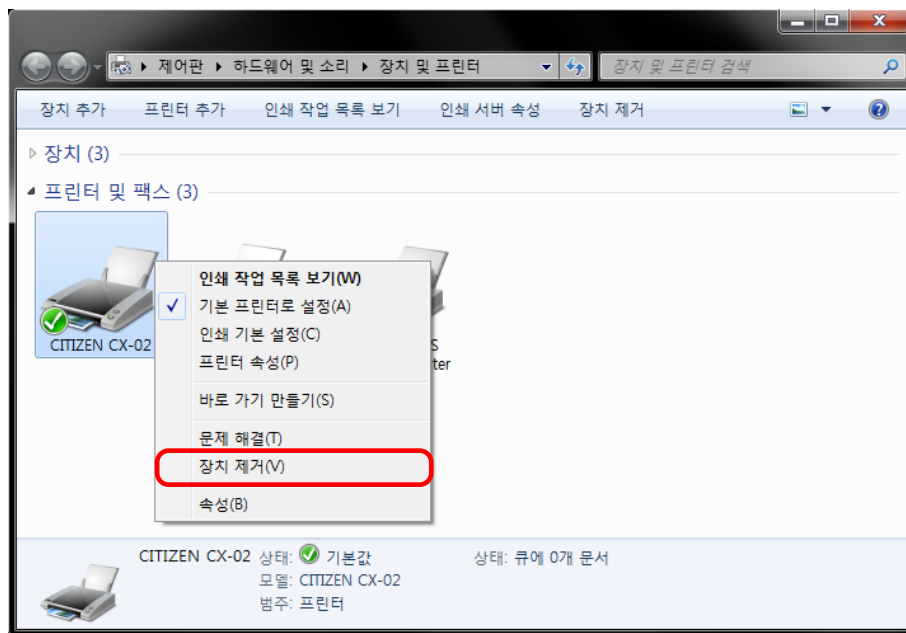 제어판 ▸ 하드웨어 및 소리 ▸ 장치 및 프린터
장치 및 프린터 검색
장치 추가 프린터 추가 인쇄 작업 목록 보기 인쇄 서버 속성 장치 제거
장치 (3)
프린터 및 팩스 (3)
CITIZEN CX-02
S
ter
인쇄 작업 목록 보기(W)
기본 프린터로 설정(A)
인쇄 기본 설정(C)
프린터 속성(P)
바로 가기 만들기(S)
문제 해결(T)
장치 제거(V)
속성(B)
CITIZEN CX-02 상태: 기본값 상태: 큐에 0개 문서
모델: CITIZEN CX-02
범주: 프린터